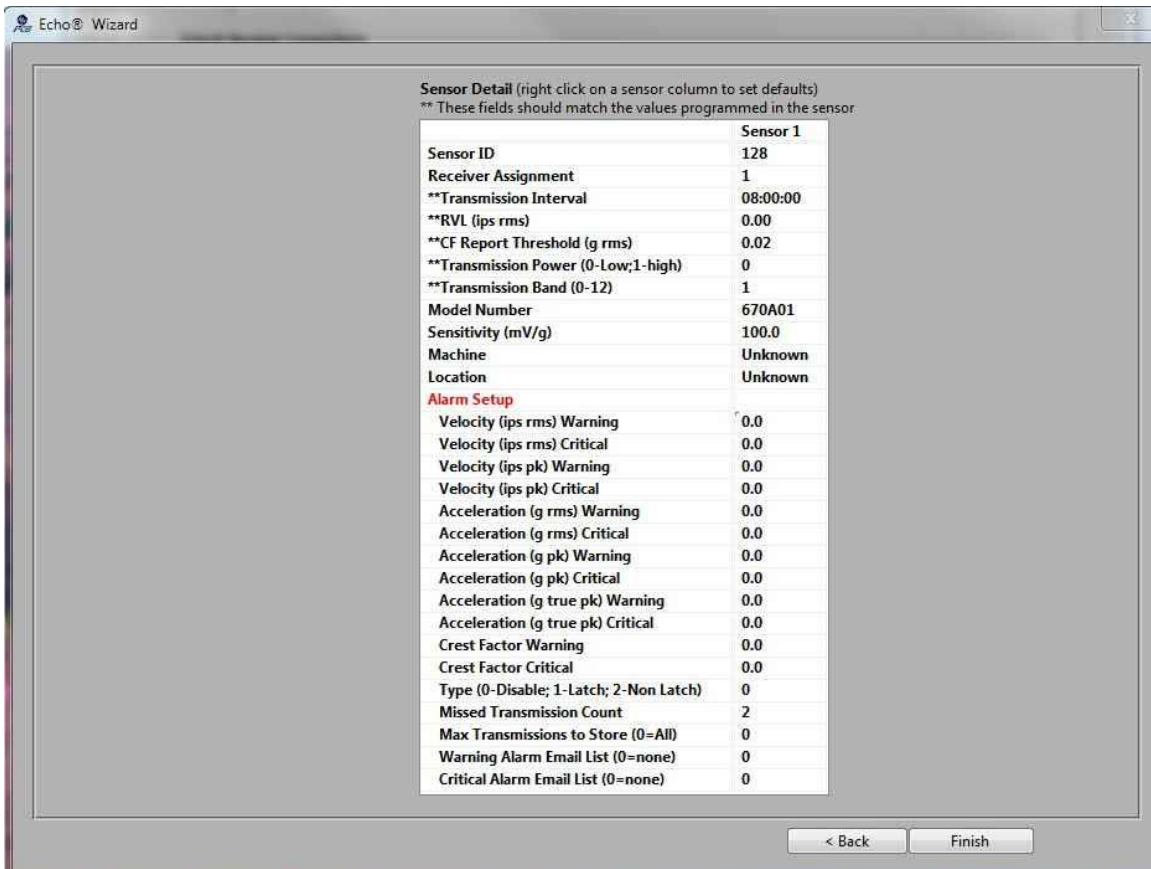 Echo® Wizard
Sensor Detail (right click on a sensor column to set defaults)
** These fields should match the values programmed in the sensor
Sensor 1
Sensor ID 128
Receiver Assignment 1
**Transmission Interval 08:00:00
**RVL (ips rms) 0.00
**CF Report Threshold (g rms) 0.02
**Transmission Power (0-Low;1-high) 0
**Transmission Band (0-12) 1
Model Number 670A01
Sensitivity (mV/g) 100.0
Machine Unknown
Location Unknown
Alarm Setup
Velocity (ips rms) Warning 0.0
Velocity (ips rms) Critical 0.0
Velocity (ips pk) Warning 0.0
Velocity (ips pk) Critical 0.0
Acceleration (g rms) Warning 0.0
Acceleration (g rms) Critical 0.0
Acceleration (g pk) Warning 0.0
Acceleration (g pk) Critical 0.0
Acceleration (g true pk) Warning 0.0
Acceleration (g true pk) Critical 0.0
Crest Factor Warning 0.0
Crest Factor Critical 0.0
Type (0-Disable; 1-Latch; 2-Non Latch) 0
Missed Transmission Count 2
Max Transmissions to Store (0=All) 0
Warning Alarm Email List (0=none) 0
Critical Alarm Email List (0=none) 0
< Back Finish